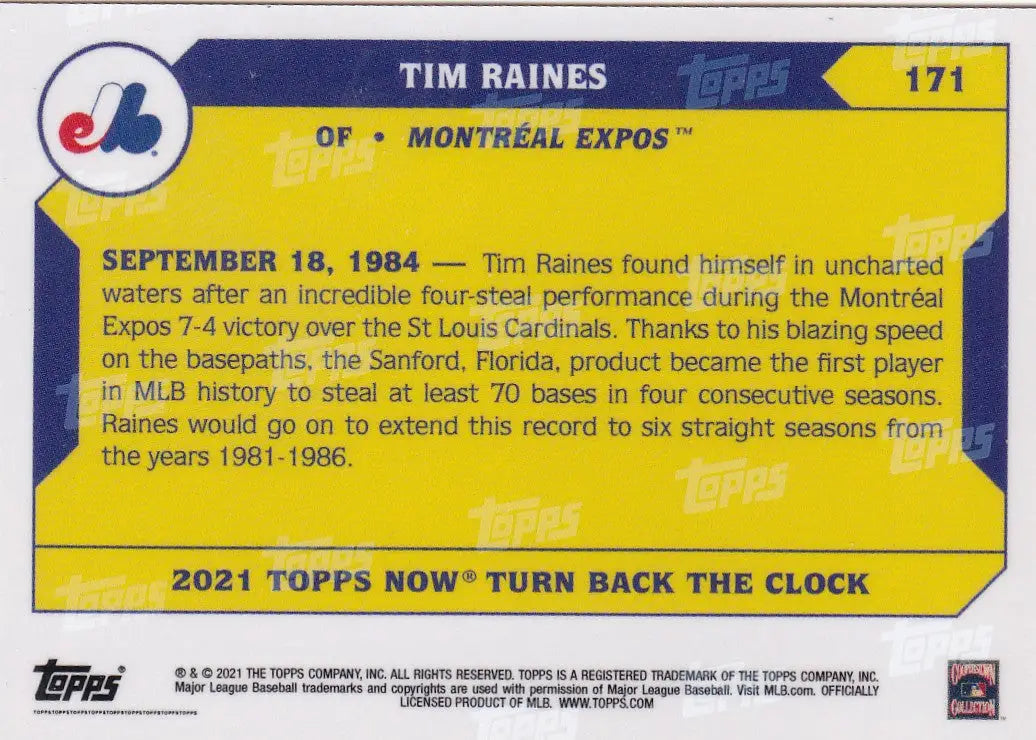 TIM RAINES
171
OF • MONTRÉAL EXPOS™
SEPTEMBER 18, 1984 — Tim Raines found himself in uncharted
waters after an incredible four-steal performance during the Montréal
Expos 7-4 victory over the St Louis Cardinals. Thanks to his blazing speed
on the basepaths, the Sanford, Florida, product became the first player
in MLB history to steal at least 70 bases in four consecutive seasons.
Raines would go on to extend this record to six straight seasons from
the years 1981-1986.
2021 TOPPS NOW® TURN BACK THE CLOCK
Topps®
TOPPSTOPPSTOPPSTOPPSTOPPSTOPPSTOPPSTOPPS
® & © 2021 THE TOPPS COMPANY, INC. ALL RIGHTS RESERVED. TOPPS IS A REGISTERED TRADEMARK OF THE TOPPS COMPANY, INC.
Major League Baseball trademarks and copyrights are used with permission of Major League Baseball. Visit MLB.com. OFFICIALLY
LICENSED PRODUCT OF MLB. WWW.TOPPS.COM
COOPERSTOWN
COLLECTION